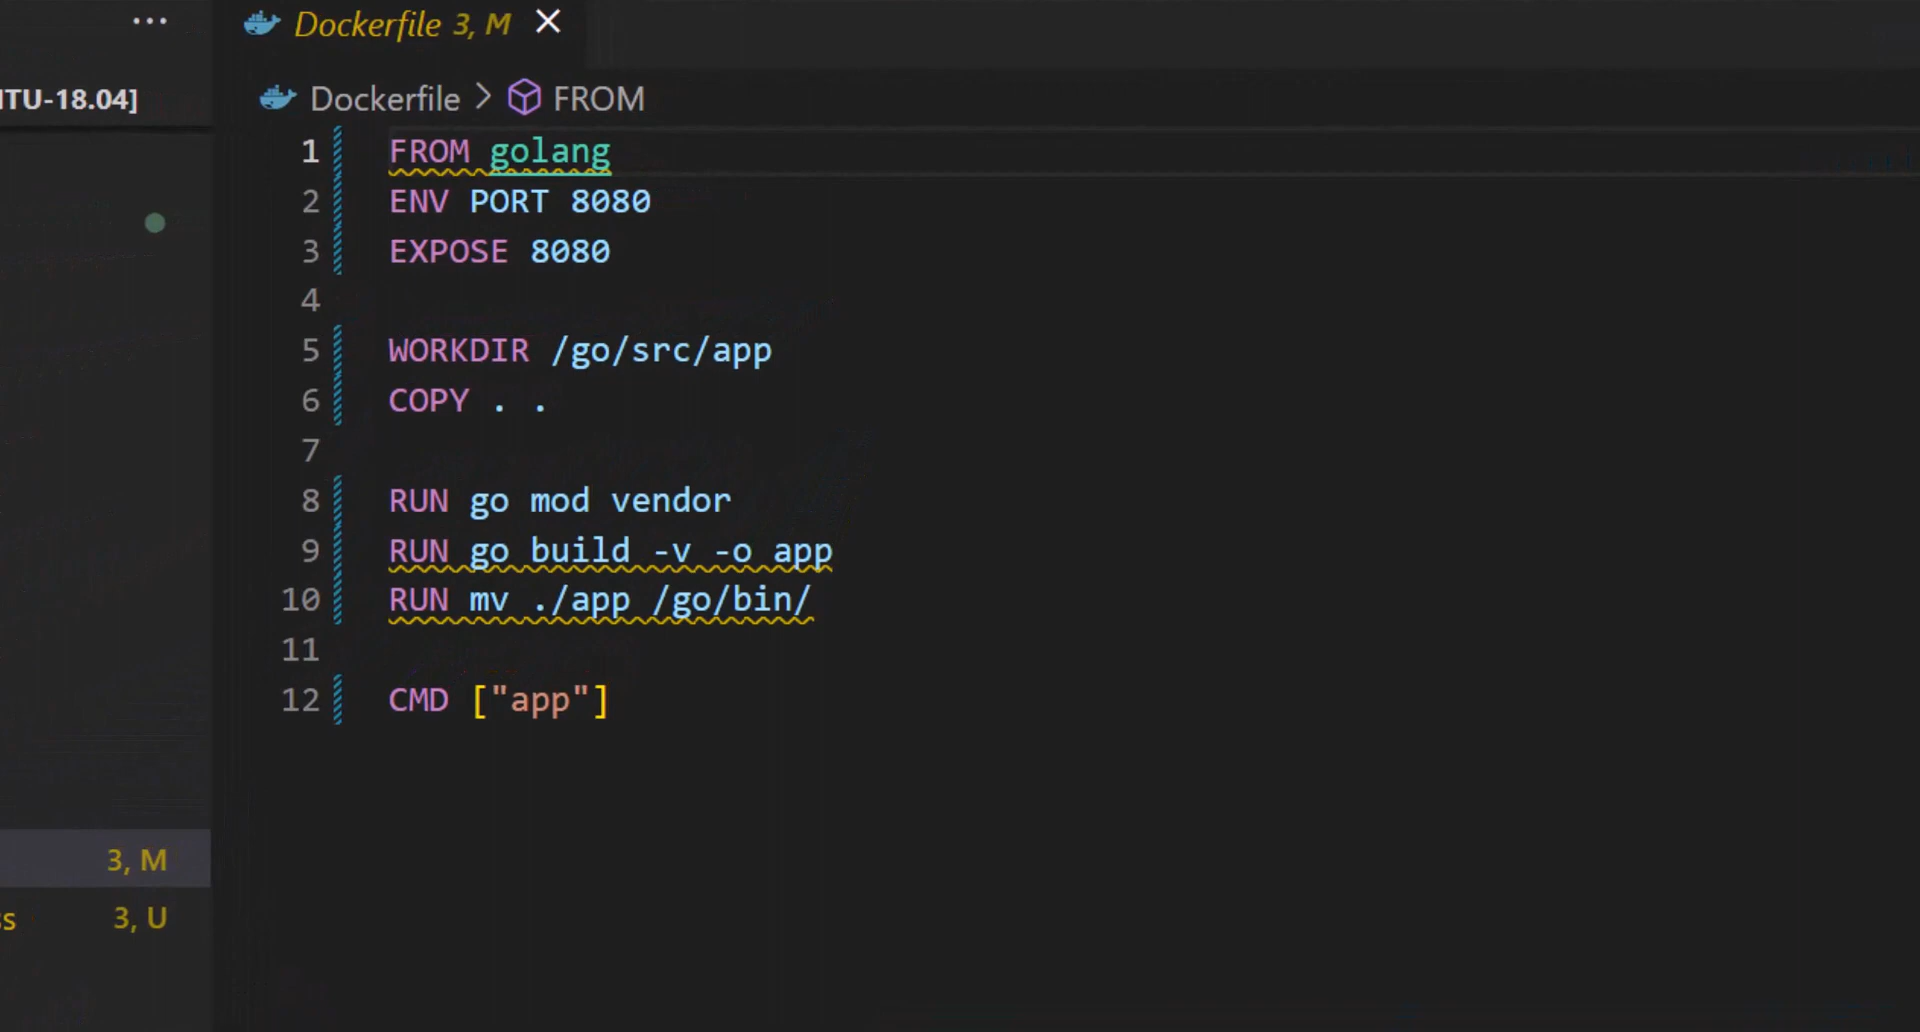 ...
Dockerfile 3, M
ITU-18.04]
Dockerfile > FROM
1 FROM golang
2 ENV PORT 8080
3 EXPOSE 8080
4
5 WORKDIR /go/src/app
6 COPY . .
7
8 RUN go mod vendor
9 RUN go build -v -o app
10 RUN mv ./app /go/bin/
11
12 CMD ["app"]
3, M
s 3, U